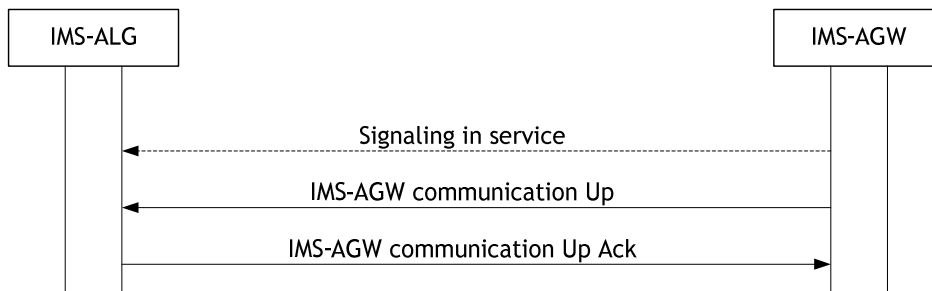 IMS-ALG
IMS-AGW
Signaling in service
IMS-AGW communication Up
IMS-AGW communication Up Ack